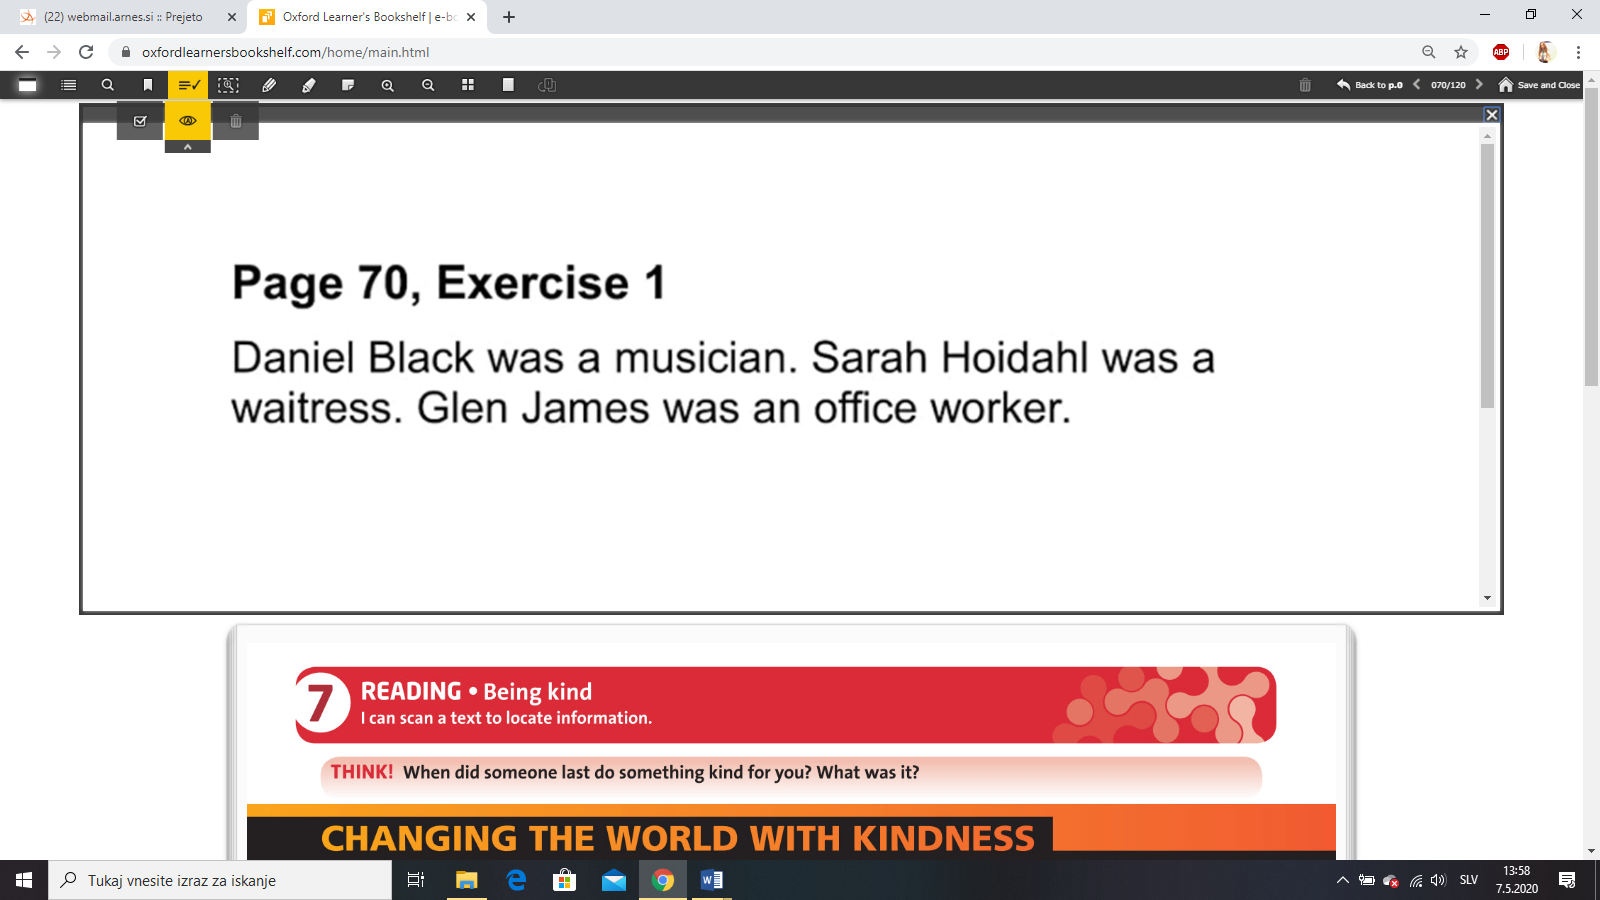 (22) webmail.arnes.si :: Prejeto
Oxford Learner's Bookshelf | e-bo
oxfordlearnersbookshelf.com/home/main.html
ABP
Back to p.0
070/120
Save and Close
Page 70, Exercise 1
Daniel Black was a musician. Sarah Hoidahl was a
waitress. Glen James was an office worker.
7
READING • Being kind
I can scan a text to locate information.
THINK! When did someone last do something kind for you? What was it?
CHANGING THE WORLD WITH KINDNESS
Tukaj vnesite izraz za iskanje
SLV
13:58
7.5.2020